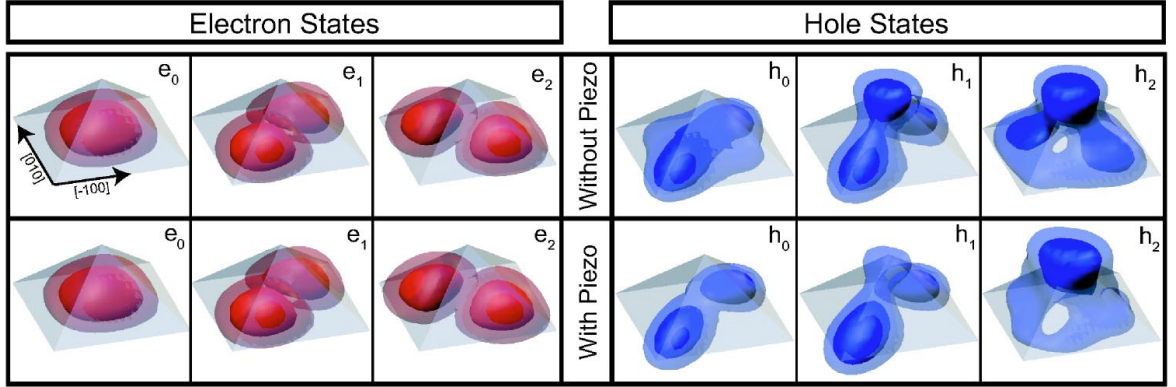 Electron States
Hole States
e0
e1
e2
Without Piezo
h0
h1
h2
[010]
[-100]
e0
e1
e2
With Piezo
h0
h1
h2